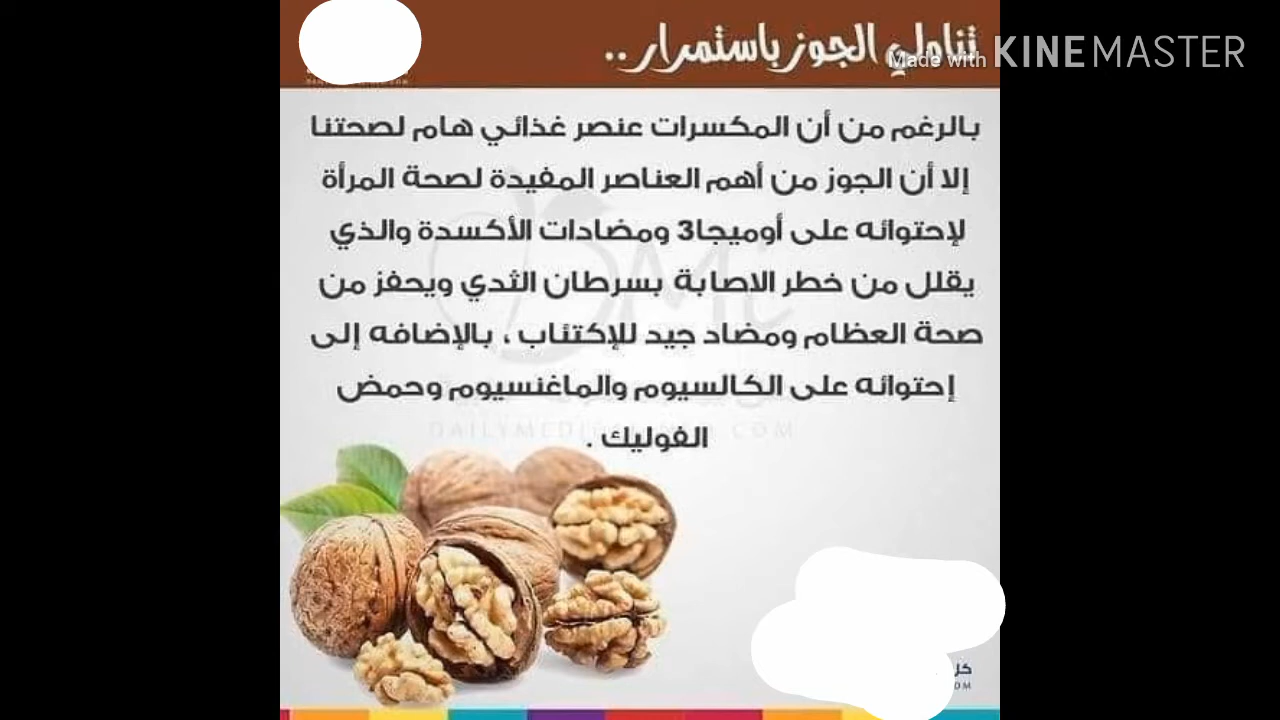 تناولي الجوز باستمرار ..
Made with KINEMASTER
بالرغم من أن المكسرات عنصر غذائي هام لصحتنا
إلا أن الجوز من أهم العناصر المفيدة لصحة المرأة
لإحتوائه على أوميجا3 ومضادات الأكسدة والذي
يقلل من خطر الاصابة بسرطان الثدي ويحفز من
صحة العظام ومضاد جيد للإكتئاب ، بالإضافه إلى
إحتوائه على الكالسيوم والماغنسيوم وحمض
الفوليك .